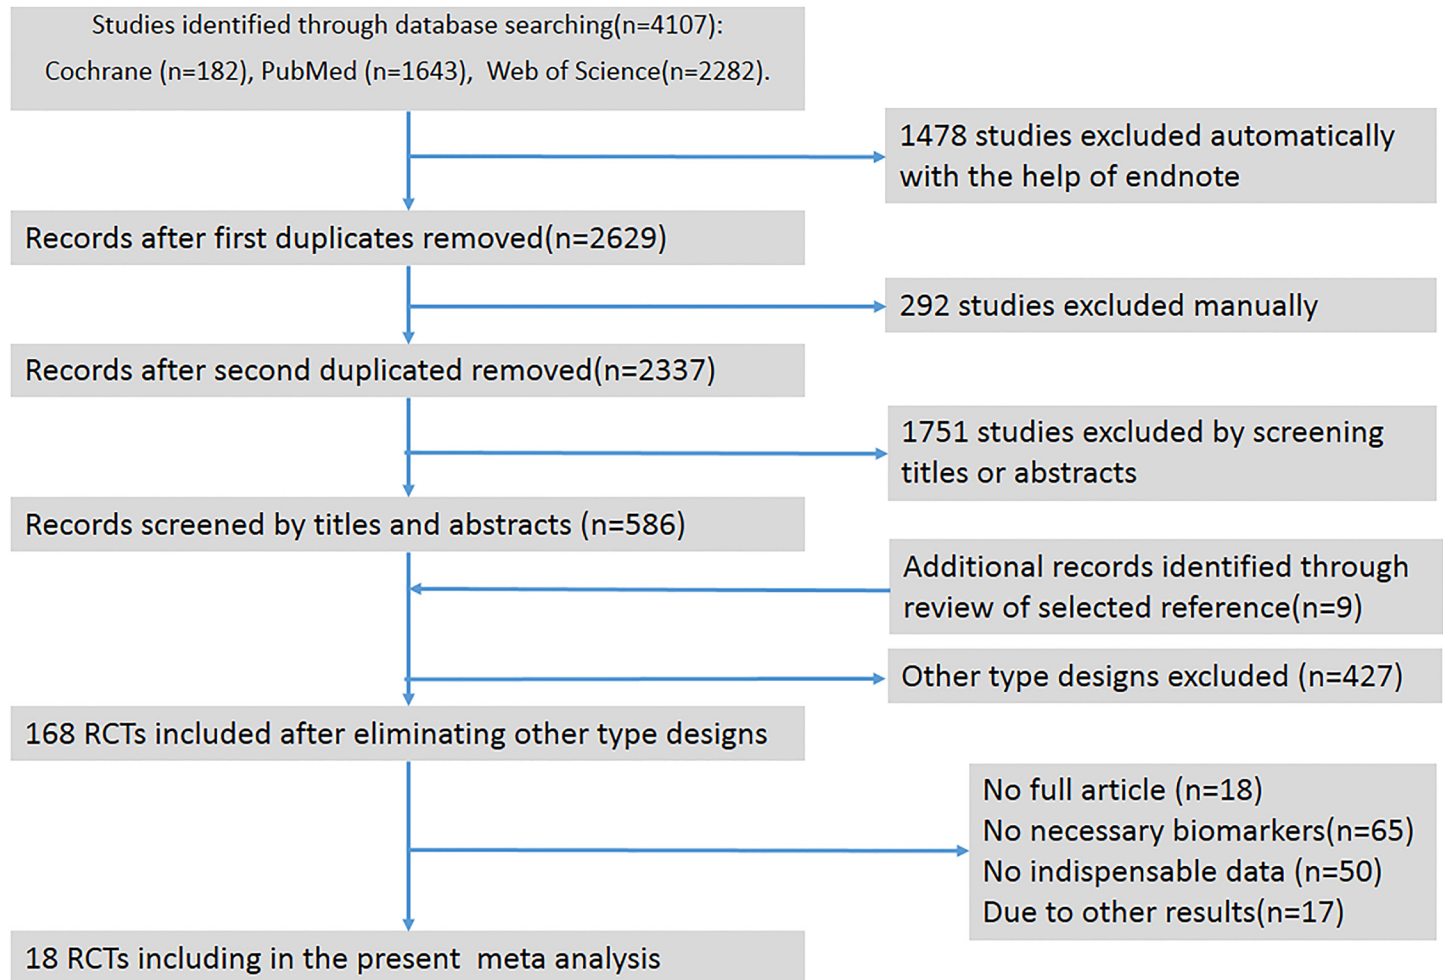 Studies identified through database searching(n=4107):
Cochrane (n=182), PubMed (n=1643), Web of Science(n=2282).
1478 studies excluded automatically
with the help of endnote
Records after first duplicates removed(n=2629)
292 studies excluded manually
Records after second duplicated removed(n=2337)
1751 studies excluded by screening
titles or abstracts
Records screened by titles and abstracts (n=586)
Additional records identified through
review of selected reference(n=9)
Other type designs excluded (n=427)
168 RCTs included after eliminating other type designs
No full article (n=18)
No necessary biomarkers(n=65)
No indispensable data (n=50)
Due to other results(n=17)
18 RCTs including in the present meta analysis